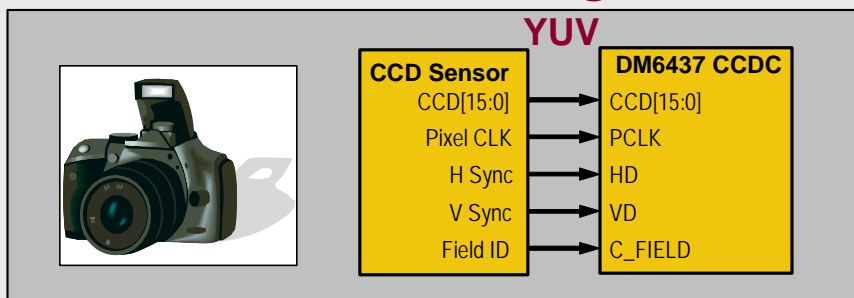 YUV
CCD Sensor
CCD[15:0]
Pixel CLK
H Sync
V Sync
Field ID
DM6437 CCDC
CCD[15:0]
PCLK
HD
VD
C_FIELD